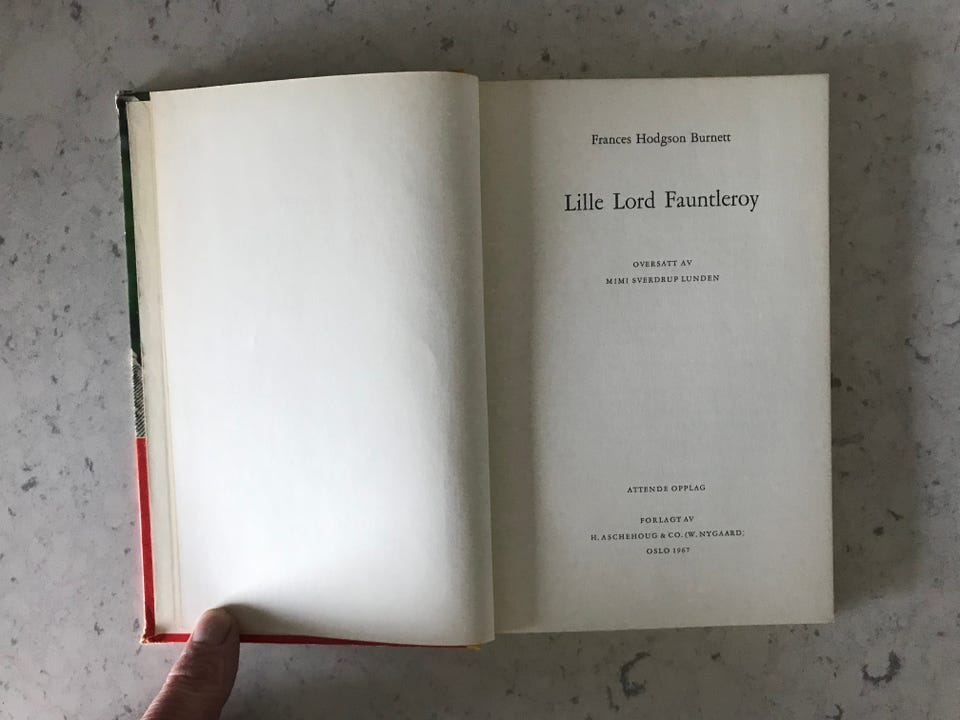 Frances Hodgson Burnett
Lille Lord Fauntleroy
OVERSATT AV
MIMI SVERDRUP LUNDEN
ATTENDE OPPLAG
FORLAGT AV
H. ASCHEHOUG & CO. (W. NYGAARD)
OSLO 1967